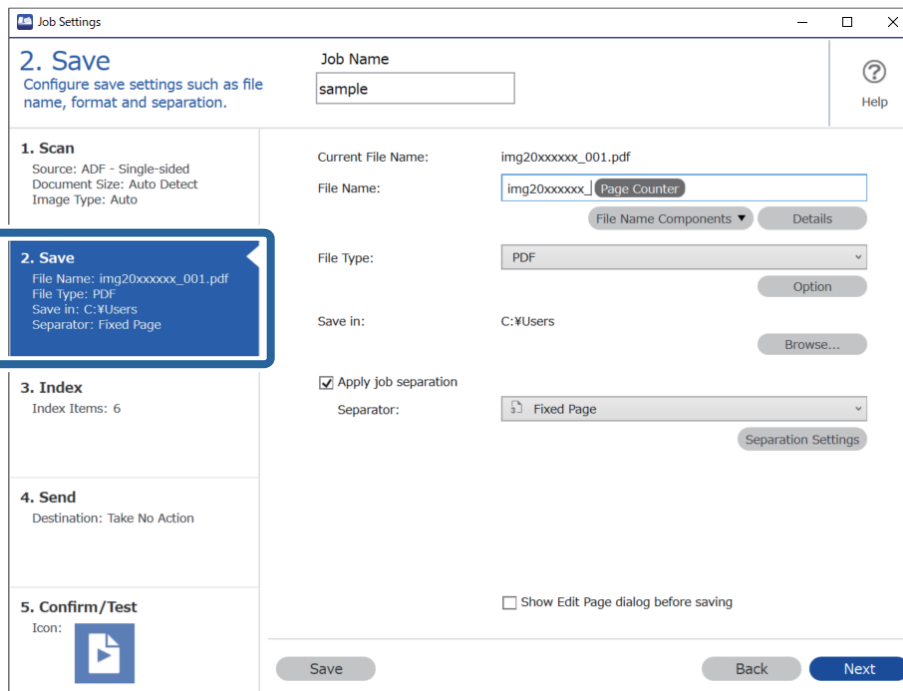 Job Settings
2. Save
Configure save settings such as file
name, format and separation.
Job Name
sample
Help
1. Scan
Source: ADF - Single-sided
Document Size: Auto Detect
Image Type: Auto
2. Save
File Name: img20xxxxxx_001.pdf
File Type: PDF
Save in: C:¥Users
Separator: Fixed Page
3. Index
Index Items: 6
4. Send
Destination: Take No Action
5. Confirm/Test
Icon:
Current File Name: img20xxxxxx_001.pdf
File Name: img20xxxxxx_ Page Counter
File Name Components ▼ Details
File Type: PDF
Option
Save in: C:¥Users
Browse...
Apply job separation
Separator: 3 Fixed Page
Separation Settings
Show Edit Page dialog before saving
Save Back Next